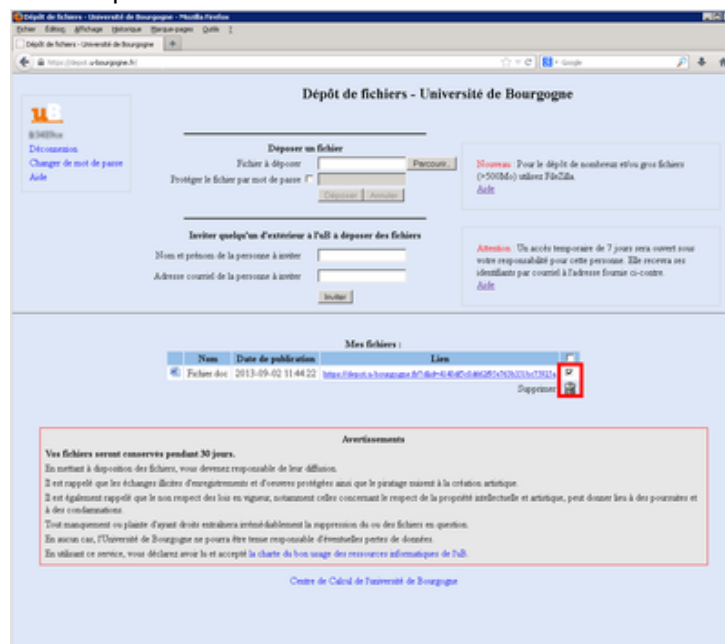 Dépôt de fichiers - Université de Bourgogne - Mozilla Firefox
Fichier Édition Affichage Historique Marque-pages Outils ?
Dépôt de fichiers - Université de Bourgogne
Google
Dépôt de fichiers - Université de Bourgogne
uB
Déconnexion
Changer de mot de passe
Aide
Déposer un fichier
Fichier à déposer Parcourir..
Protéger le fichier par mot de passe
Déposer Annuler
Nouveau : Pour le dépôt de nombreux et/ou gros fichiers
(>500Mo) utilisez FileZilla.
Aide
Inviter quelqu'un d'extérieur à l'uB à déposer des fichiers
Nom et prénom de la personne à inviter
Adresse courriel de la personne à inviter
Inviter
Attention : Un accès temporaire de 7 jours sera ouvert sous
votre responsabilité pour cette personne. Elle recevra ses
identifiants par courriel à l'adresse fournie ci-contre.
Aide
Mes fichiers :
Nom Date de publication Lien
Fichier.doc 2013-09-02 11:44:22
Supprimer
Avertissements
Vos fichiers seront conservés pendant 30 jours.
En mettant à disposition des fichiers, vous devenez responsable de leur diffusion.
Il est rappelé que les échanges illicites d'enregistrements et d'oeuvres protégées ainsi que le piratage nuisent à la création artistique.
Il est également rappelé que le non respect des lois en vigueur, notamment celles concernant le respect de la propriété intellectuelle et artistique, peut donner lieu à des poursuites et
à des condamnations.
Tout manquement ou plainte d'ayant droits entraînera irrémédiablement la suppression du ou des fichiers en question.
En aucun cas, l'Université de Bourgogne ne pourra être tenue responsable d'éventuelles pertes de données.
En utilisant ce service, vous déclarez avoir lu et accepté la charte du bon usage des ressources informatiques de l'uB.
Centre de Calcul de l'université de Bourgogne